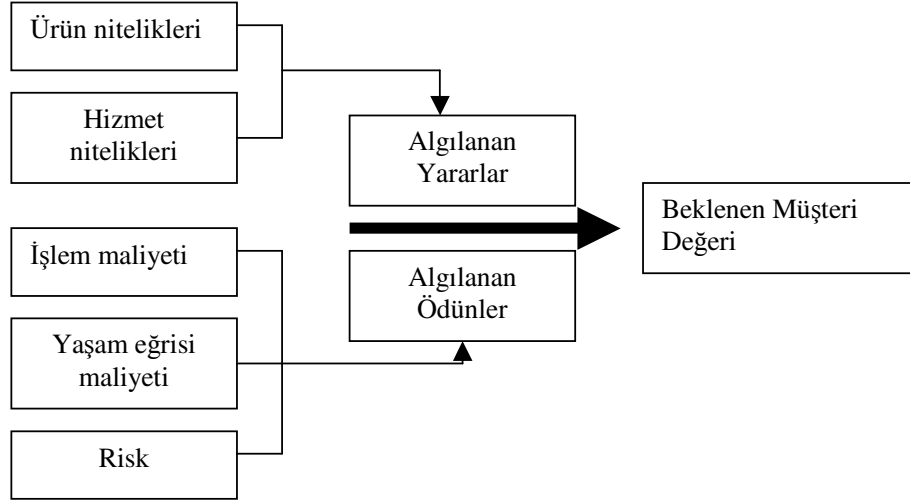 Ürün nitelikleri
Hizmet
nitelikleri
Algılanan
Yararlar
Beklenen Müşteri
Değeri
İşlem maliyeti
Algılanan
Ödünler
Yaşam eğrisi
maliyeti
Risk